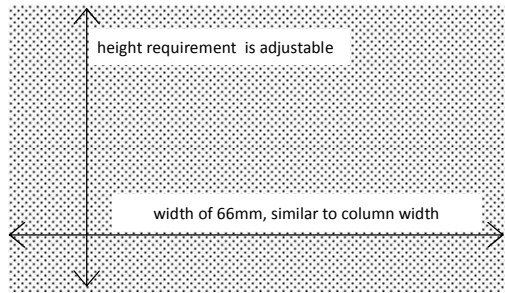 height requirement is adjustable
width of 66mm, similar to column width